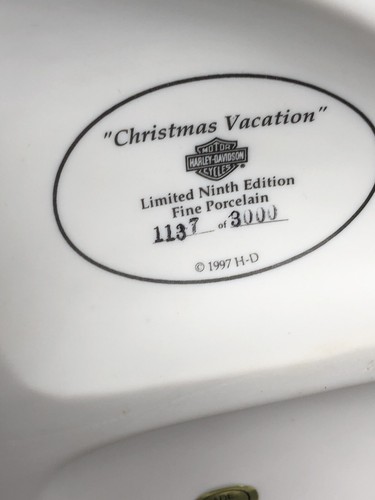 "Christmas Vacation"
MOTOR
HARLEY-DAVIDSON
CYCLES
Limited Ninth Edition
Fine Porcelain
1137 of 3000
© 1997 H-D